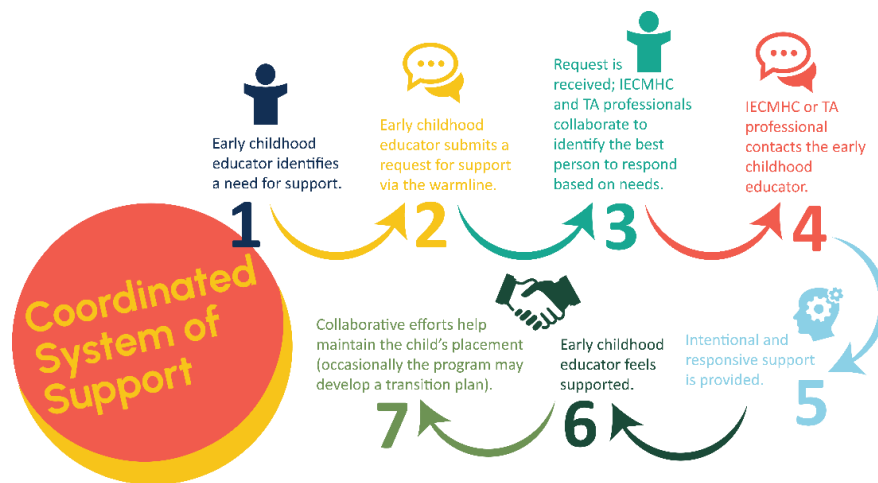 Coordinated
System of
Support
Early childhood
educator identifies
a need for support.
1
Early childhood
educator submits a
request for support
via the warmline.
2
Request is
received; IECMHC
and TA professionals
collaborate to
identify the best
person to respond
based on needs.
3
IECMHC or TA
professional
contacts the early
childhood
educator.
4
Intentional and
responsive support
is provided.
5
Early childhood
educator feels
supported.
6
Collaborative efforts help
maintain the child's placement
(occasionally the program may
develop a transition plan).
7